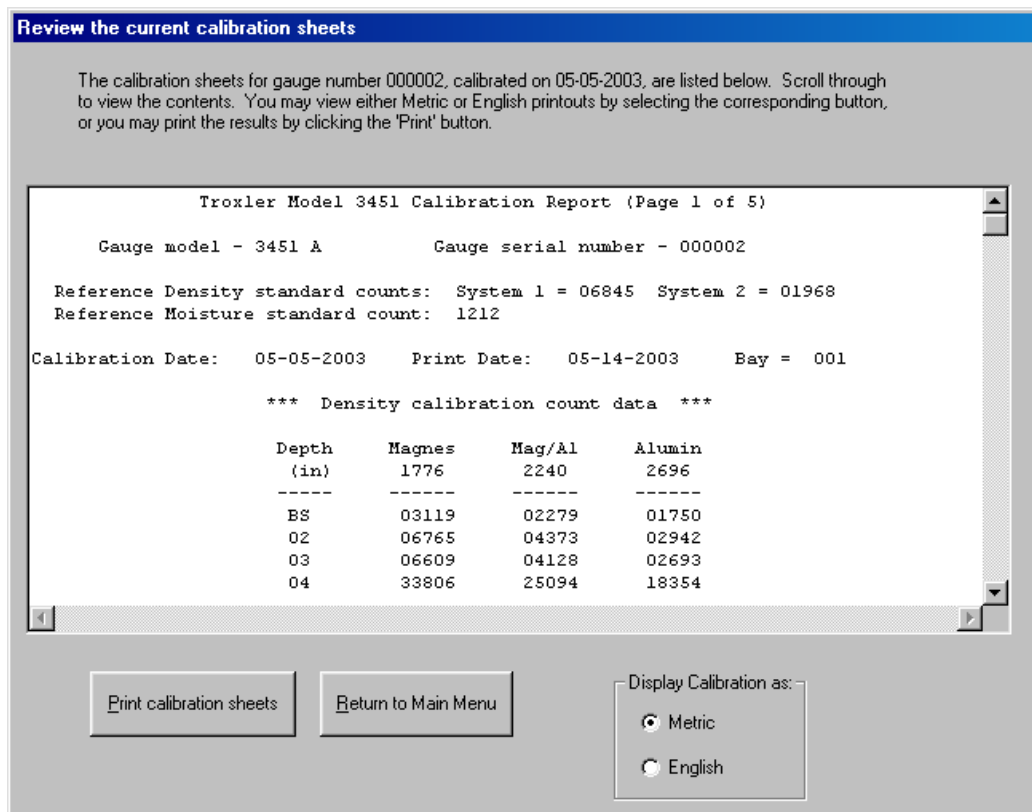 Review the current calibration sheets
The calibration sheets for gauge number 000002, calibrated on 05-05-2003, are listed below.  Scroll through
to view the contents.  You may view either Metric or English printouts by selecting the corresponding button,
or you may print the results by clicking the 'Print' button.
Troxler Model 3451 Calibration Report (Page 1 of 5)
Gauge model - 3451 A          Gauge serial number - 000002
Reference Density standard counts:  System 1 = 06845  System 2 = 01968
Reference Moisture standard count:  1212
Calibration Date:   05-05-2003    Print Date:   05-14-2003     Bay =  001
***  Density calibration count data  ***
Depth     Magnes     Mag/Al     Alumin
(in)      1776       2240       2696
-----     ------     ------     ------
BS       03119      02279      01750
02       06765      04373      02942
03       06609      04128      02693
04       33806      25094      18354
Print calibration sheets
Return to Main Menu
Display Calibration as:
Metric
English